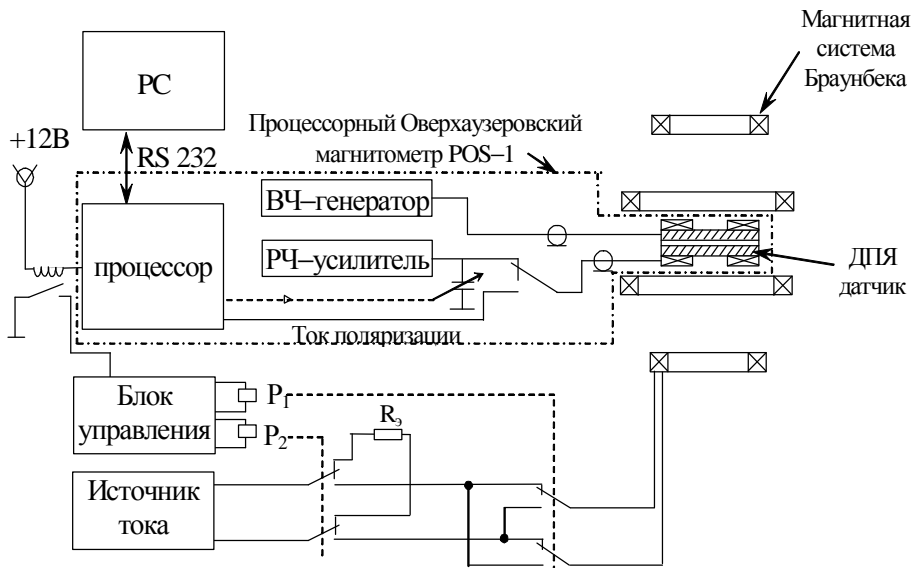 Магнитная
система
Браунбека
PC
+12В
RS 232
Процессорный Оверхаузеровский
магнитометр POS–1
ВЧ–генератор
процессор
РЧ–усилитель
ДПЯ
датчик
Ток поляризации
Блок
управления
P1
P2
Rэ
Источник
тока